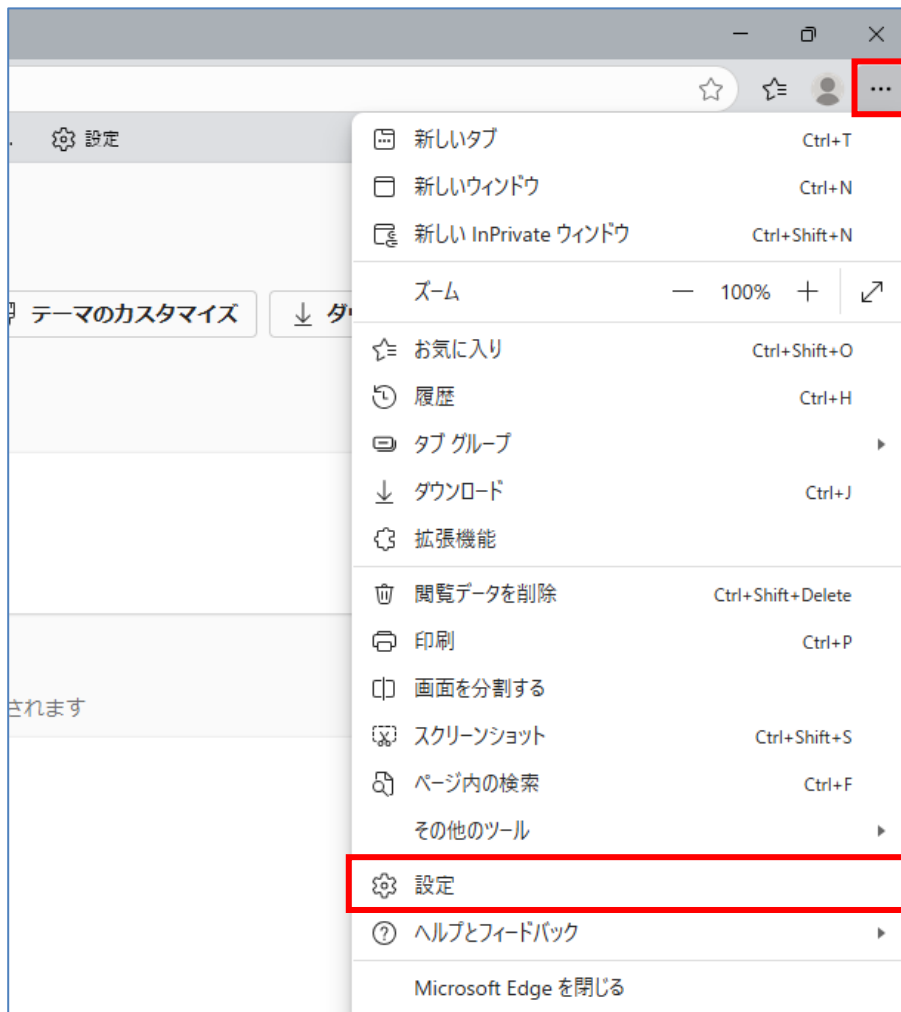 設定
新しいタブ Ctrl+T
新しいウィンドウ Ctrl+N
新しい InPrivate ウィンドウ Ctrl+Shift+N
ズーム 100%
テーマのカスタマイズ
お気に入り Ctrl+Shift+O
履歴 Ctrl+H
タブ グループ
ダウンロード Ctrl+J
拡張機能
閲覧データを削除 Ctrl+Shift+Delete
印刷 Ctrl+P
画面を分割する
されます
スクリーンショット Ctrl+Shift+S
ページ内の検索 Ctrl+F
その他のツール
設定
ヘルプとフィードバック
Microsoft Edge を閉じる